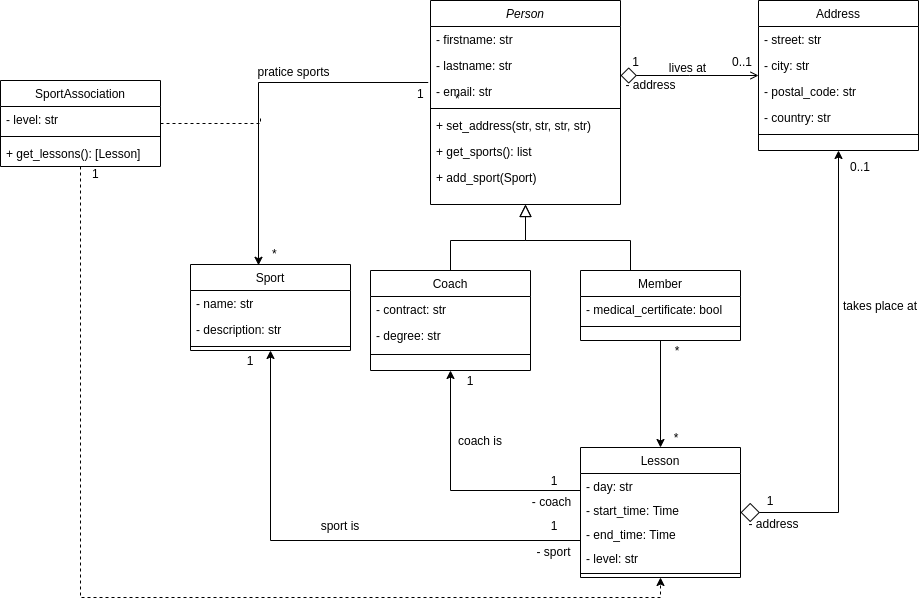 Person
- firstname: str
- lastname: str
- email: str
*
+ set_address(str, str, str, str)
+ get_sports(): list
+ add_sport(Sport)
Address
- street: str
- city: str
- postal_code: str
- country: str
1
lives at
0..1
- address
pratice sports
1
SportAssociation
- level: str
+ get_lessons(): [Lesson]
1
0..1
*
Sport
- name: str
- description: str
1
Coach
- contract: str
- degree: str
1
Member
- medical_certificate: bool
*
takes place at
coach is
*
Lesson
- day: str
- start_time: Time
- end_time: Time
- level: str
1
- coach
sport is
1
- sport
1
- address